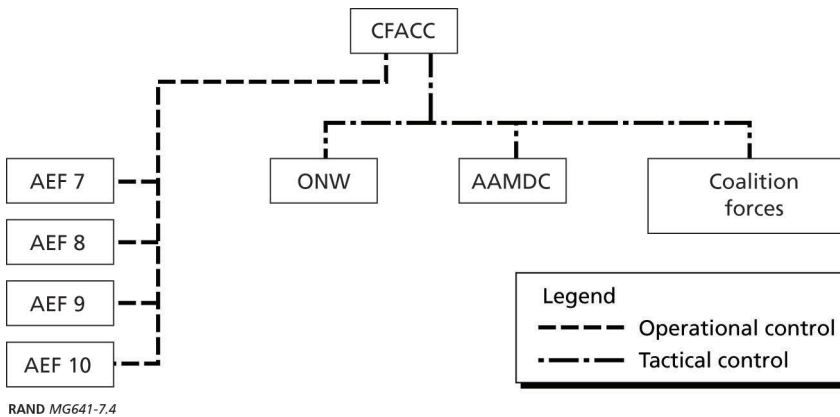 CFACC
AEF 7
ONW
AAMDC
Coalition
forces
AEF 8
AEF 9
AEF 10
Legend
Operational control
Tactical control
RAND MG641-7.4